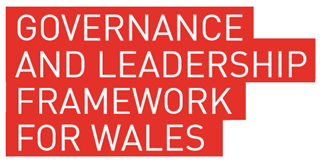 GOVERNANCE
AND LEADERSHIP
FRAMEWORK
FOR WALES